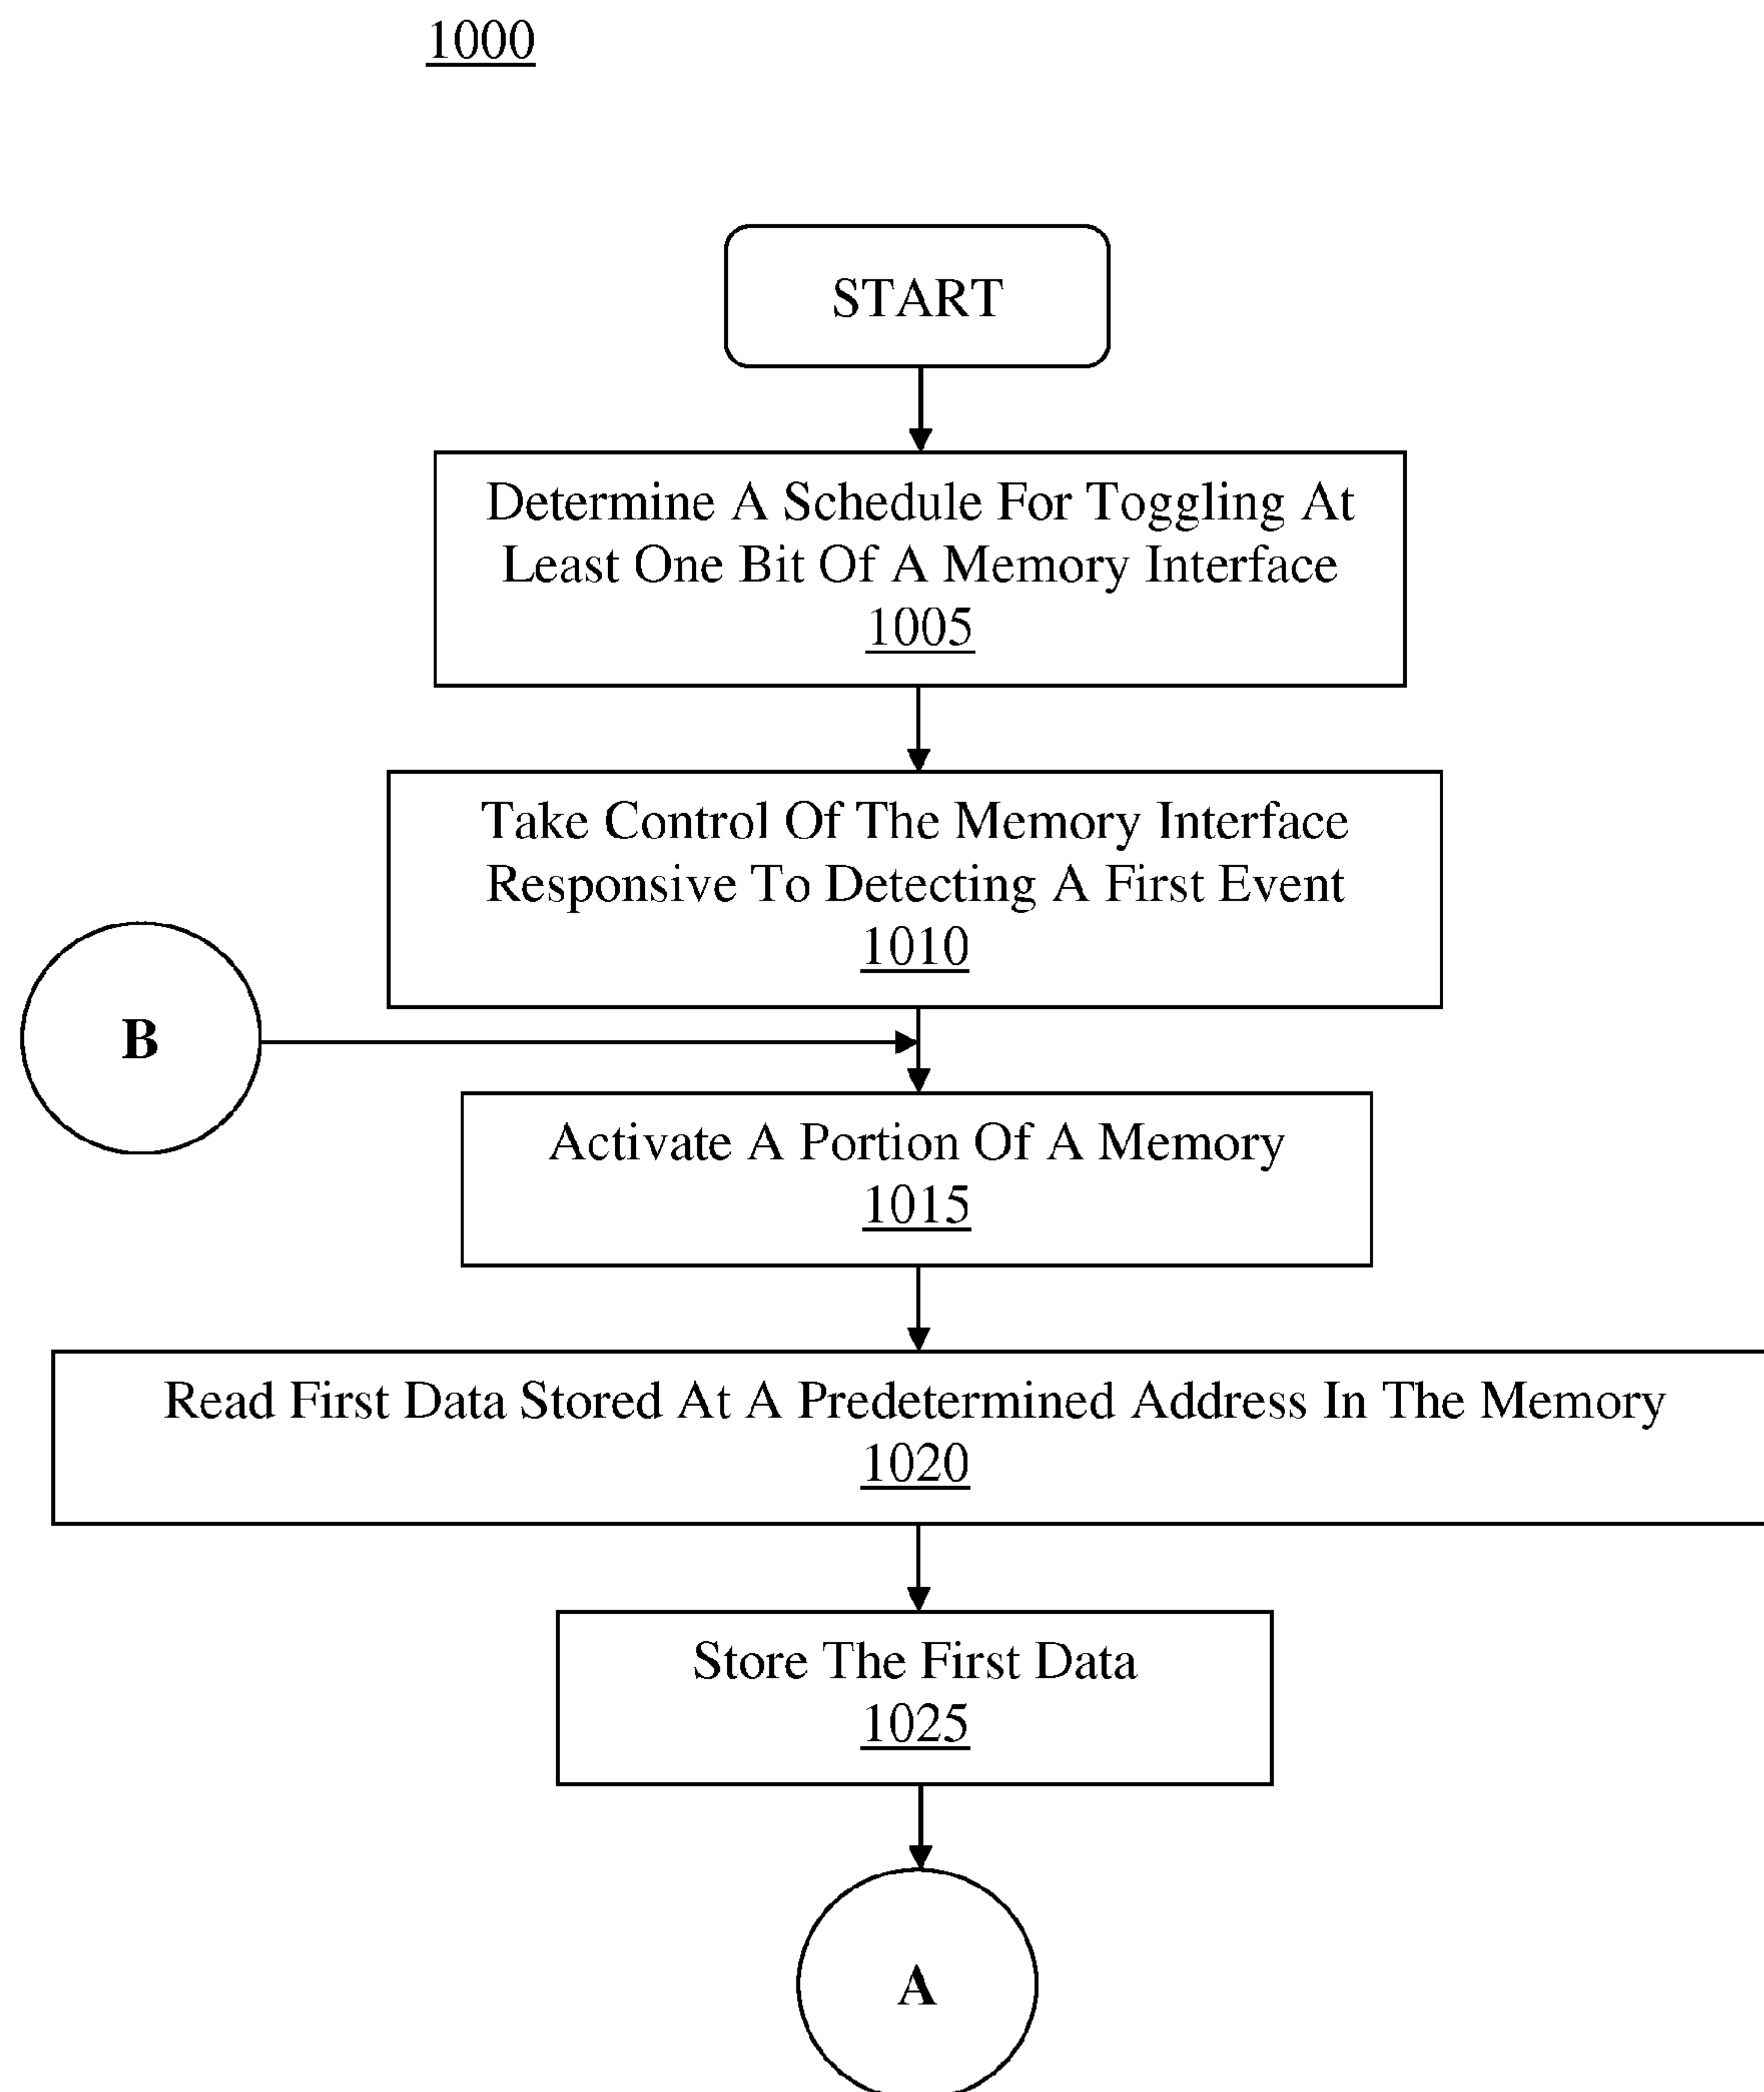 1000
START
Determine A Schedule For Toggling At
Least One Bit Of A Memory Interface
1005
Take Control Of The Memory Interface
Responsive To Detecting A First Event
1010
B
Activate A Portion Of A Memory
1015
Read First Data Stored At A Predetermined Address In The Memory
1020
Store The First Data
1025
A